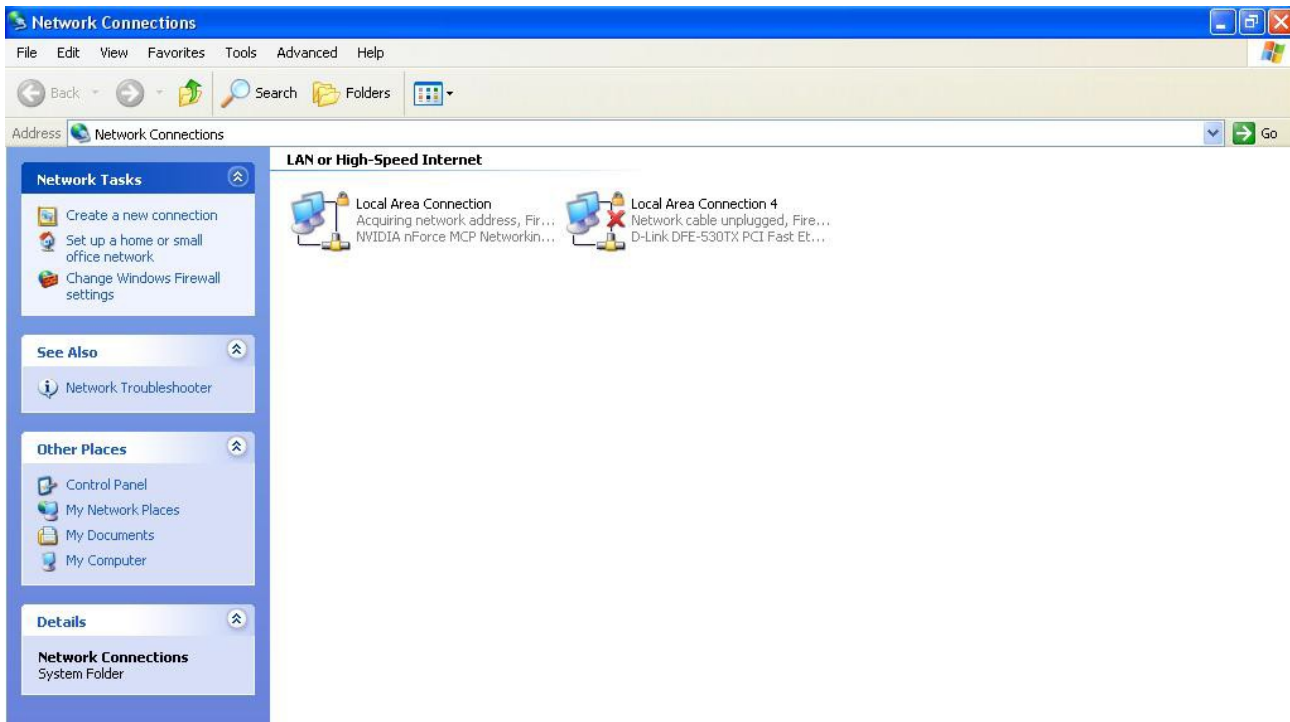 Network Connections
File Edit View Favorites Tools Advanced Help
Back Search Folders
Address Network Connections Go
Network Tasks
Create a new connection
Set up a home or small
office network
Change Windows Firewall
settings
See Also
Network Troubleshooter
Other Places
Control Panel
My Network Places
My Documents
My Computer
Details
Network Connections
System Folder
LAN or High-Speed Internet
Local Area Connection
Acquiring network address, Fir...
NVIDIA nForce MCP Networkin...
Local Area Connection 4
Network cable unplugged, Fire...
D-Link DFE-530TX PCI Fast Et...